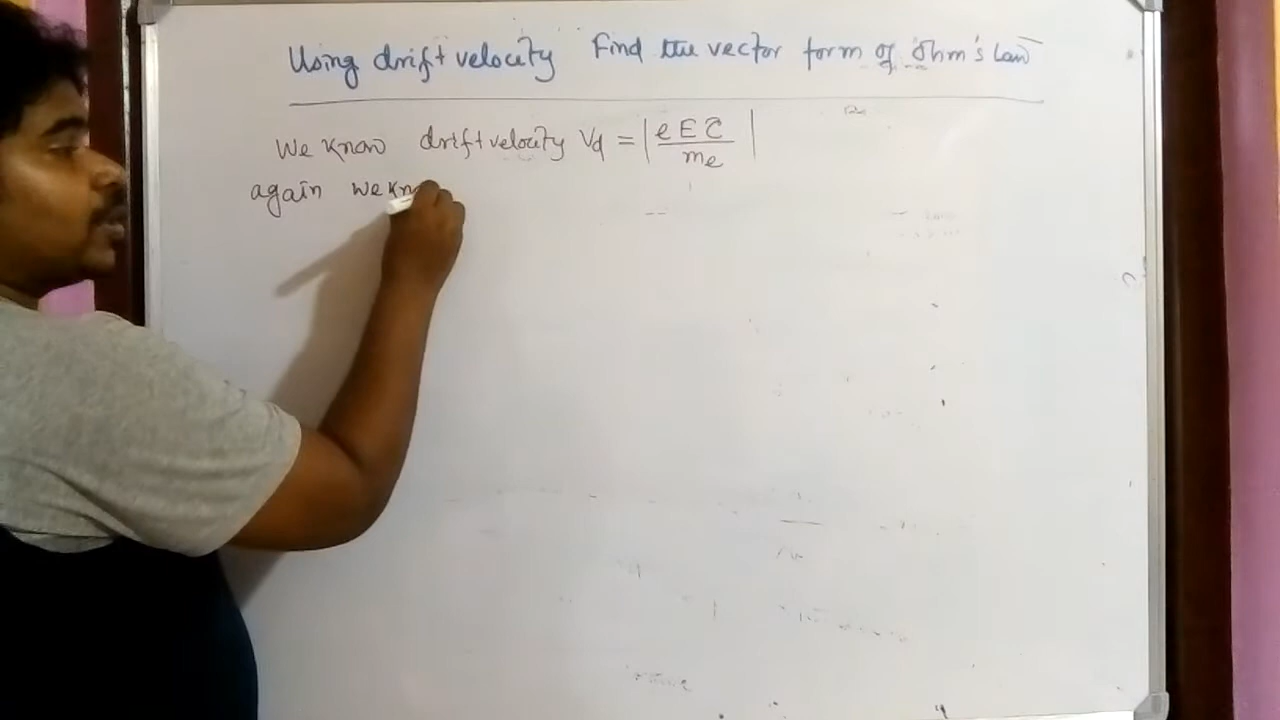 Using drift velocity Find the vector form of Ohm's Law
We know drift velocity Vd = | e E τ / me |
again we kn